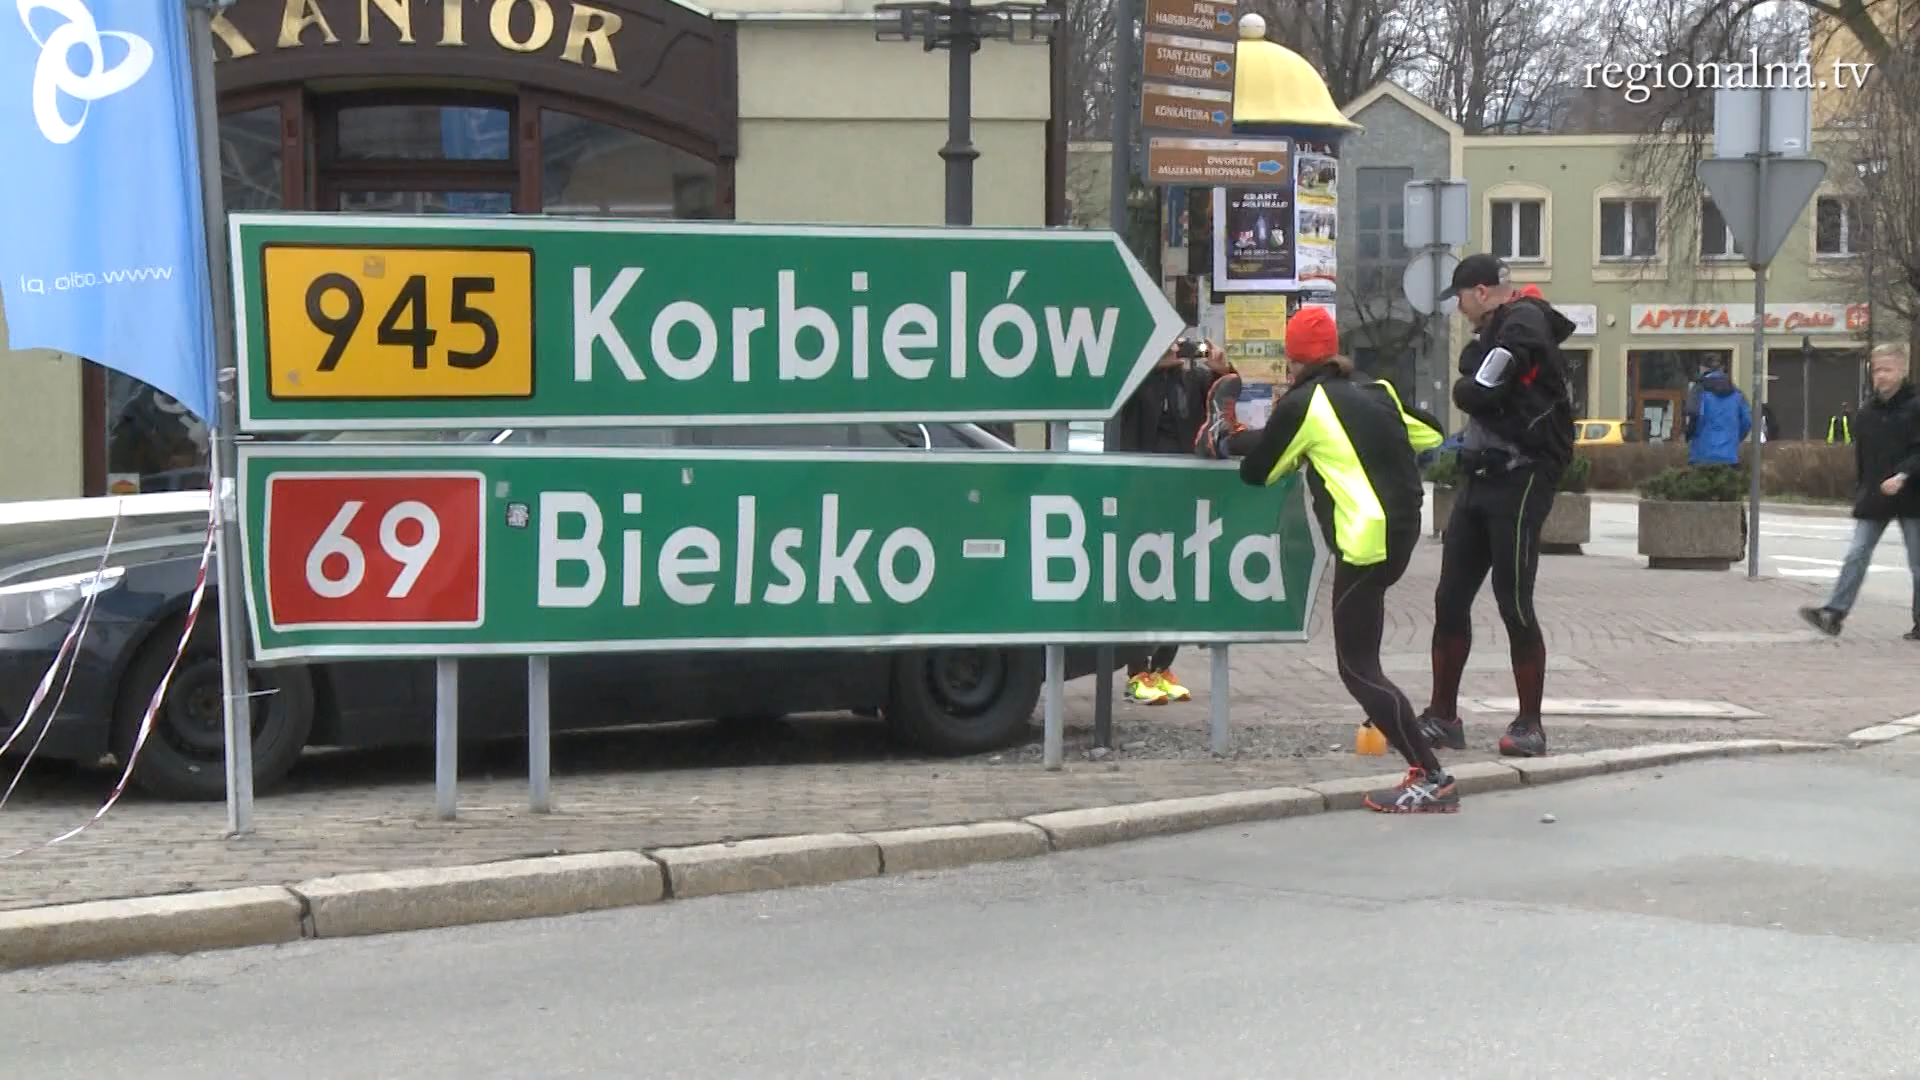 KANTOR
regionalna.tv
PARK
HABSBURGÓW
STARY ZAMEK
- MUZEUM
KONKATEDRA
DWORZEC
MUZEUM BROWARU
945 Korbielów
69 Bielsko - Biała
APTEKA